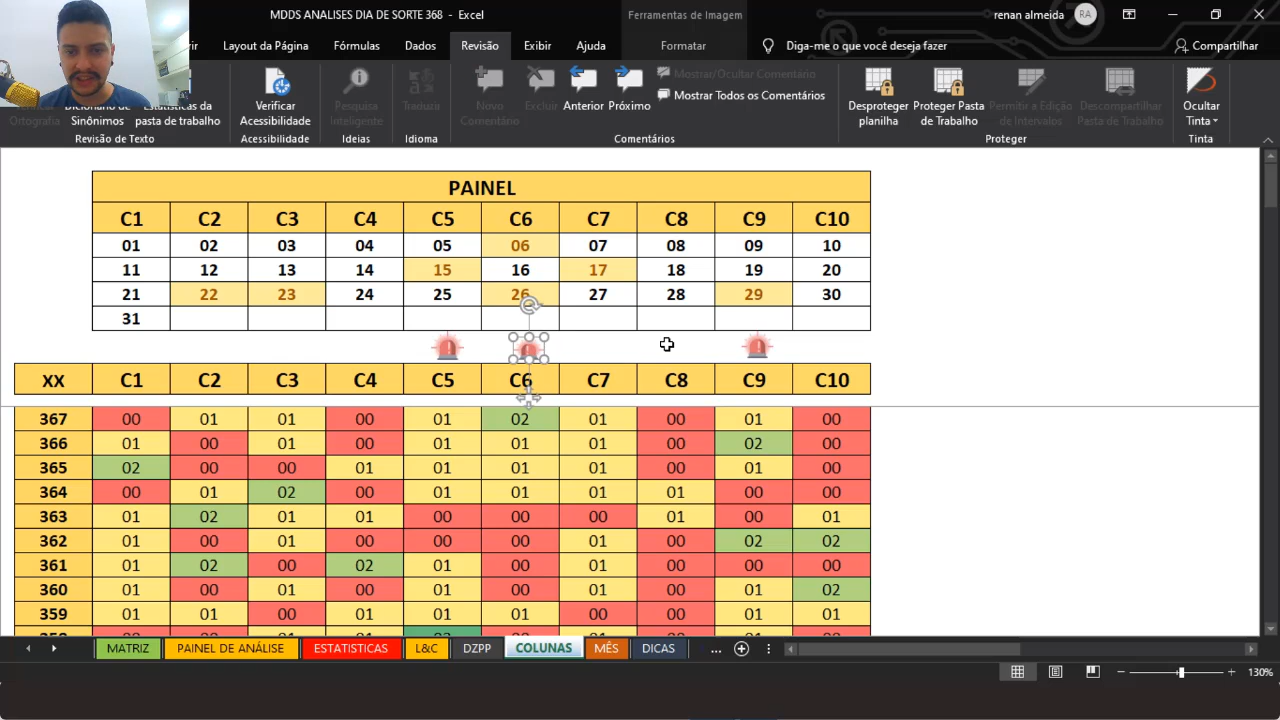 MDDS ANALISES DIA DE SORTE 368 - Excel
Ferramentas de Imagem
renan almeida RA
Layout da Página Fórmulas Dados Revisão Exibir Ajuda Formatar Diga-me o que você deseja fazer Compartilhar
Ortografia
Dicionário de Sinônimos
Estatísticas da pasta de trabalho
Verificar Acessibilidade
Pesquisa Inteligente
Traduzir
Novo Comentário
Excluir
Anterior
Próximo
Mostrar/Ocultar Comentário
Mostrar Todos os Comentários
Desproteger planilha
Proteger Pasta de Trabalho
Permitir a Edição de Intervalos
Descompartilhar Pasta de Trabalho
Ocultar Tinta
Revisão de Texto Acessibilidade Ideias Idioma Comentários Proteger Tinta
PAINEL
C1 C2 C3 C4 C5 C6 C7 C8 C9 C10
01 02 03 04 05 06 07 08 09 10
11 12 13 14 15 16 17 18 19 20
21 22 23 24 25 26 27 28 29 30
31
XX C1 C2 C3 C4 C5 C6 C7 C8 C9 C10
367 00 01 01 00 01 02 01 00 01 00
366 01 00 01 00 01 01 01 00 02 00
365 02 00 00 01 01 01 01 00 01 00
364 00 01 02 00 01 01 01 01 00 00
363 01 02 01 01 00 00 00 01 00 01
362 01 00 01 00 00 00 01 00 02 02
361 01 02 00 02 01 00 01 00 00 00
360 01 00 01 00 01 00 01 00 01 02
359 01 01 00 01 01 01 00 00 01 01
MATRIZ PAINEL DE ANÁLISE ESTATISTICAS L&C DZPP COLUNAS MÊS DICAS ...
130%